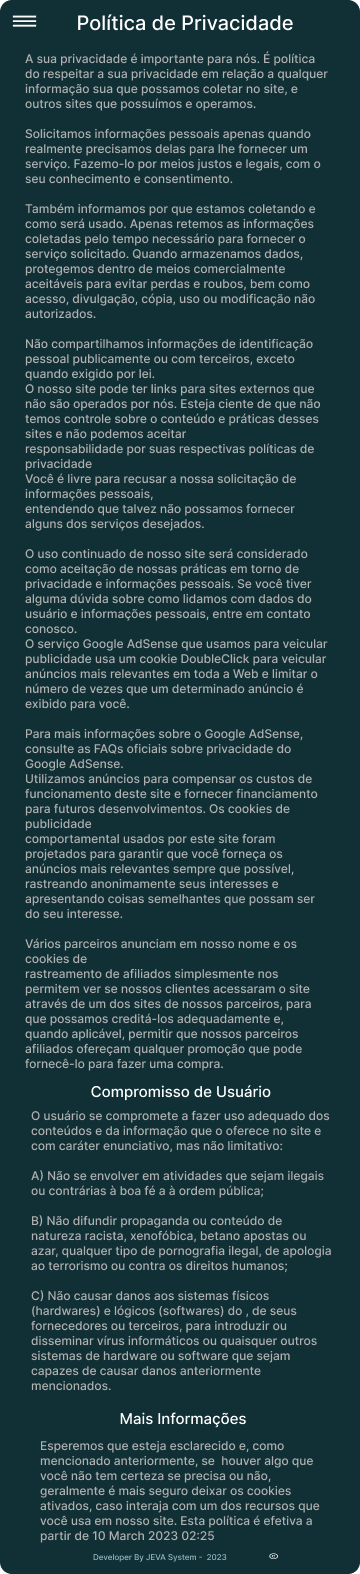 Política de Privacidade
A sua privacidade é importante para nós. É política
do respeitar a sua privacidade em relação a qualquer
informação sua que possamos coletar no site, e
outros sites que possuímos e operamos.
Solicitamos informações pessoais apenas quando
realmente precisamos delas para lhe fornecer um
serviço. Fazemo-lo por meios justos e legais, com o
seu conhecimento e consentimento.
Também informamos por que estamos coletando e
como será usado. Apenas retemos as informações
coletadas pelo tempo necessário para fornecer o
serviço solicitado. Quando armazenamos dados,
protegemos dentro de meios comercialmente
aceitáveis para evitar perdas e roubos, bem como
acesso, divulgação, cópia, uso ou modificação não
autorizados.
Não compartilhamos informações de identificação
pessoal publicamente ou com terceiros, exceto
quando exigido por lei.
O nosso site pode ter links para sites externos que
não são operados por nós. Esteja ciente de que não
temos controle sobre o conteúdo e práticas desses
sites e não podemos aceitar
responsabilidade por suas respectivas políticas de
privacidade
Você é livre para recusar a nossa solicitação de
informações pessoais,
entendendo que talvez não possamos fornecer
alguns dos serviços desejados.
O uso continuado de nosso site será considerado
como aceitação de nossas práticas em torno de
privacidade e informações pessoais. Se você tiver
alguma dúvida sobre como lidamos com dados do
usuário e informações pessoais, entre em contato
conosco.
O serviço Google AdSense que usamos para veicular
publicidade usa um cookie DoubleClick para veicular
anúncios mais relevantes em toda a Web e limitar o
número de vezes que um determinado anúncio é
exibido para você.
Para mais informações sobre o Google AdSense,
consulte as FAQs oficiais sobre privacidade do
Google AdSense.
Utilizamos anúncios para compensar os custos de
funcionamento deste site e fornecer financiamento
para futuros desenvolvimentos. Os cookies de
publicidade
comportamental usados por este site foram
projetados para garantir que você forneça os
anúncios mais relevantes sempre que possível,
rastreando anonimamente seus interesses e
apresentando coisas semelhantes que possam ser
do seu interesse.
Vários parceiros anunciam em nosso nome e os
cookies de
rastreamento de afiliados simplesmente nos
permitem ver se nossos clientes acessaram o site
através de um dos sites de nossos parceiros, para
que possamos creditá-los adequadamente e,
quando aplicável, permitir que nossos parceiros
afiliados ofereçam qualquer promoção que pode
fornecê-lo para fazer uma compra.
Compromisso de Usuário
O usuário se compromete a fazer uso adequado dos
conteúdos e da informação que o oferece no site e
com caráter enunciativo, mas não limitativo:
A) Não se envolver em atividades que sejam ilegais
ou contrárias à boa fé a à ordem pública;
B) Não difundir propaganda ou conteúdo de
natureza racista, xenofóbica, betano apostas ou
azar, qualquer tipo de pornografia ilegal, de apologia
ao terrorismo ou contra os direitos humanos;
C) Não causar danos aos sistemas físicos
(hardwares) e lógicos (softwares) do , de seus
fornecedores ou terceiros, para introduzir ou
disseminar vírus informáticos ou quaisquer outros
sistemas de hardware ou software que sejam
capazes de causar danos anteriormente
mencionados.
Mais Informações
Esperemos que esteja esclarecido e, como
mencionado anteriormente, se  houver algo que
você não tem certeza se precisa ou não,
geralmente é mais seguro deixar os cookies
ativados, caso interaja com um dos recursos que
você usa em nosso site. Esta política é efetiva a
partir de 10 March 2023 02:25
Developer By JEVA System -  2023